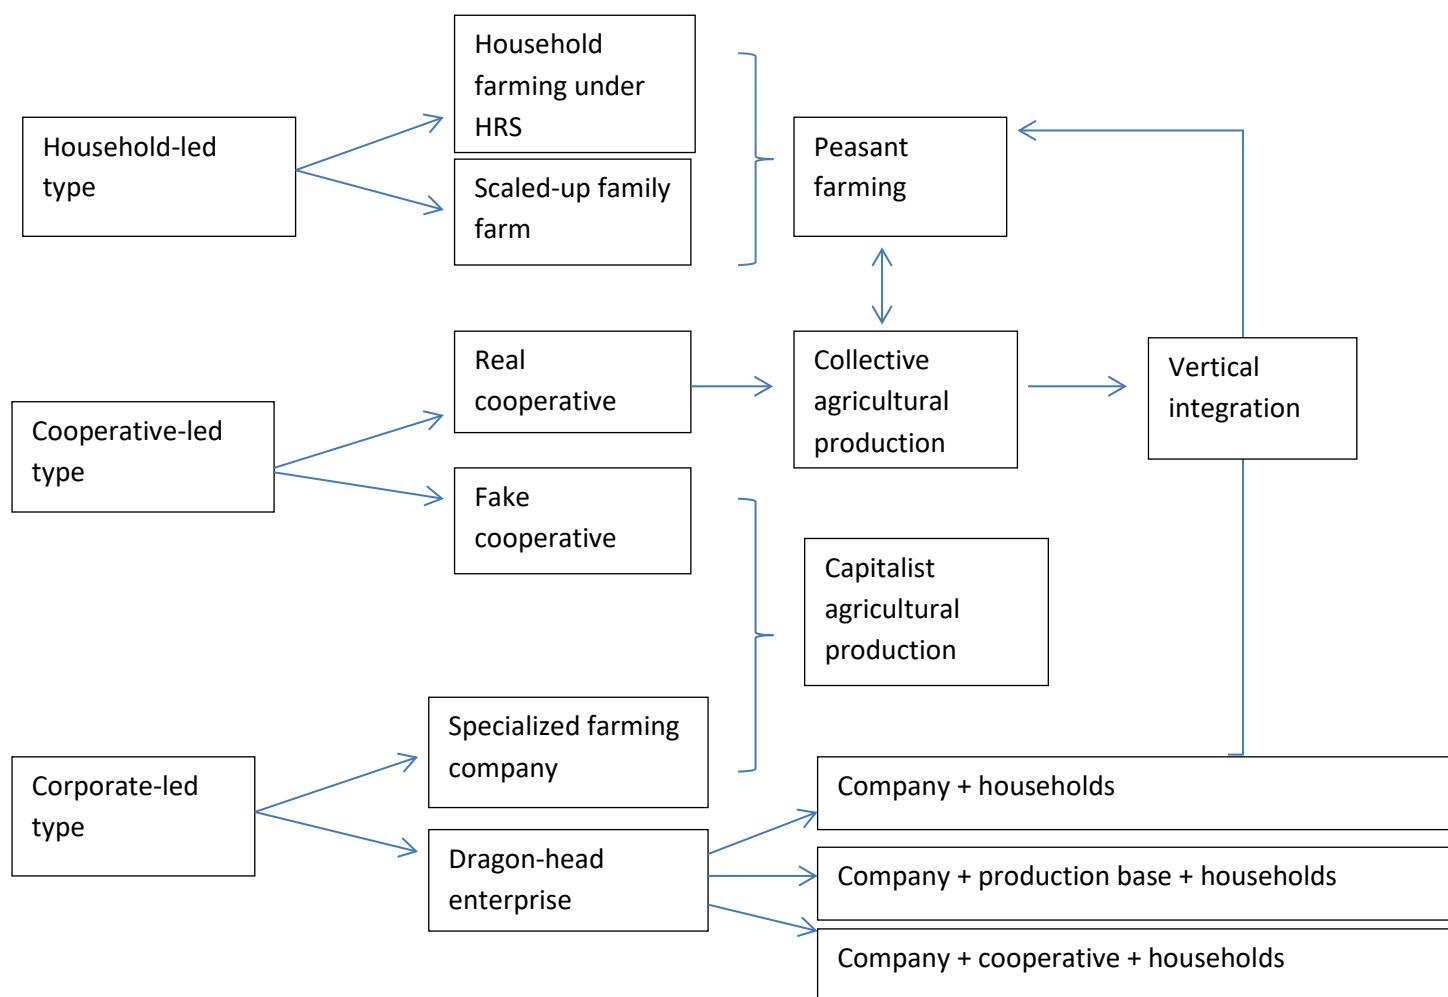 Household
farming under
HRS
Household-led
type
Scaled-up family
farm
Peasant
farming
Real
cooperative
Cooperative-led
type
Fake
cooperative
Collective
agricultural
production
Vertical
integration
Capitalist
agricultural
production
Specialized farming
company
Corporate-led
type
Dragon-head
enterprise
Company + households
Company + production base + households
Company + cooperative + households